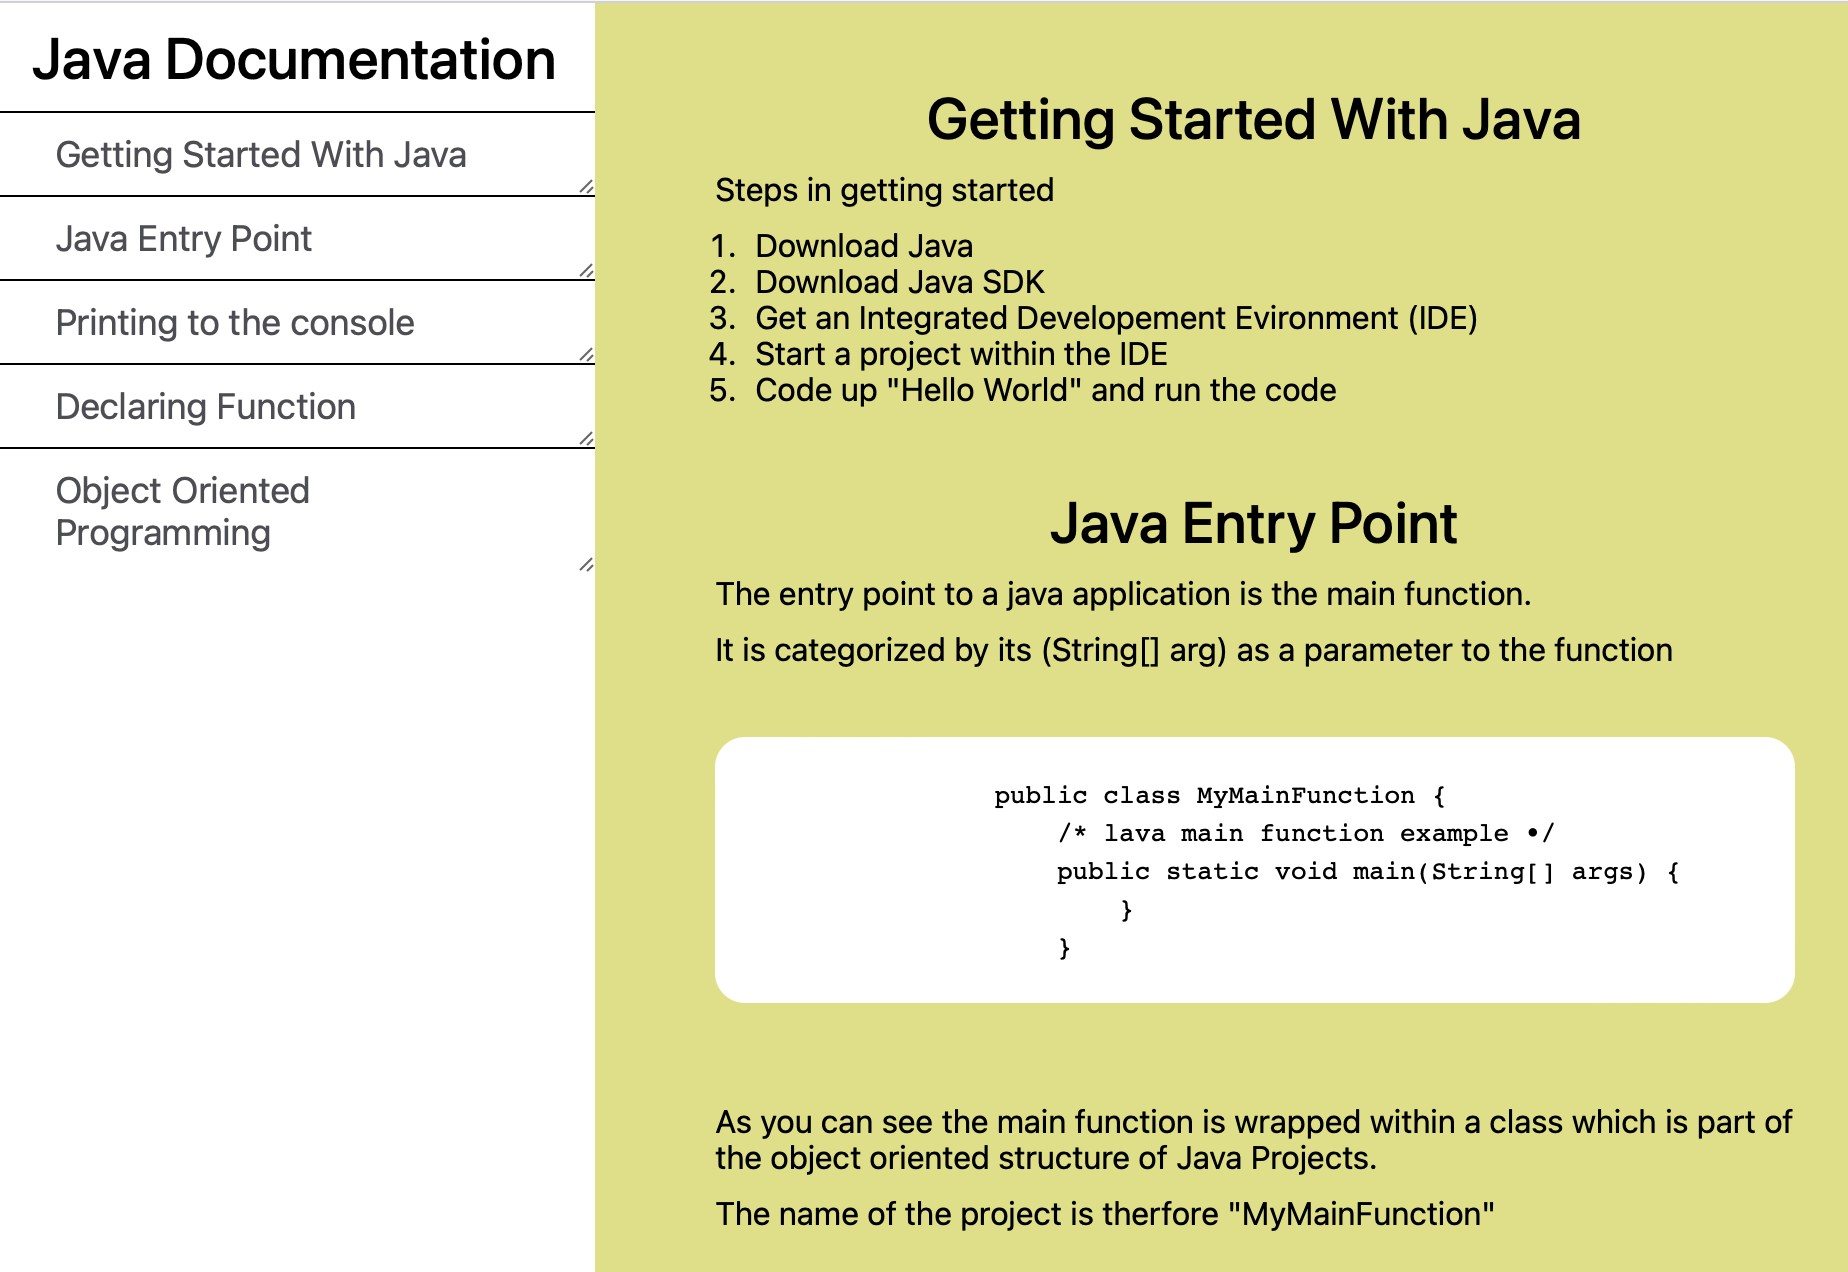 Java Documentation
Getting Started With Java
Java Entry Point
Printing to the console
Declaring Function
Object Oriented
Programming
Getting Started With Java
Steps in getting started
1. Download Java
2. Download Java SDK
3. Get an Integrated Developement Evironment (IDE)
4. Start a project within the IDE
5. Code up "Hello World" and run the code
Java Entry Point
The entry point to a java application is the main function.
It is categorized by its (String[] arg) as a parameter to the function
public class MyMainFunction {
/* lava main function example •/
public static void main(String[] args) {
}
}
As you can see the main function is wrapped within a class which is part of
the object oriented structure of Java Projects.
The name of the project is therfore "MyMainFunction"